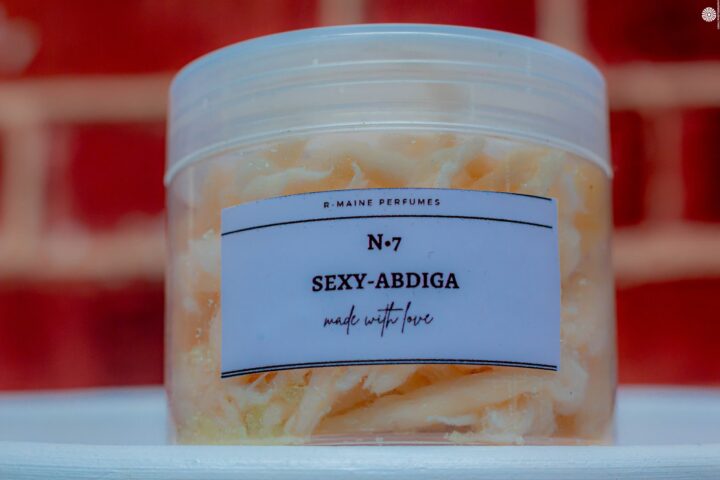 R-MAINE PERFUMES
N•7
SEXY-ABDIGA
made with love